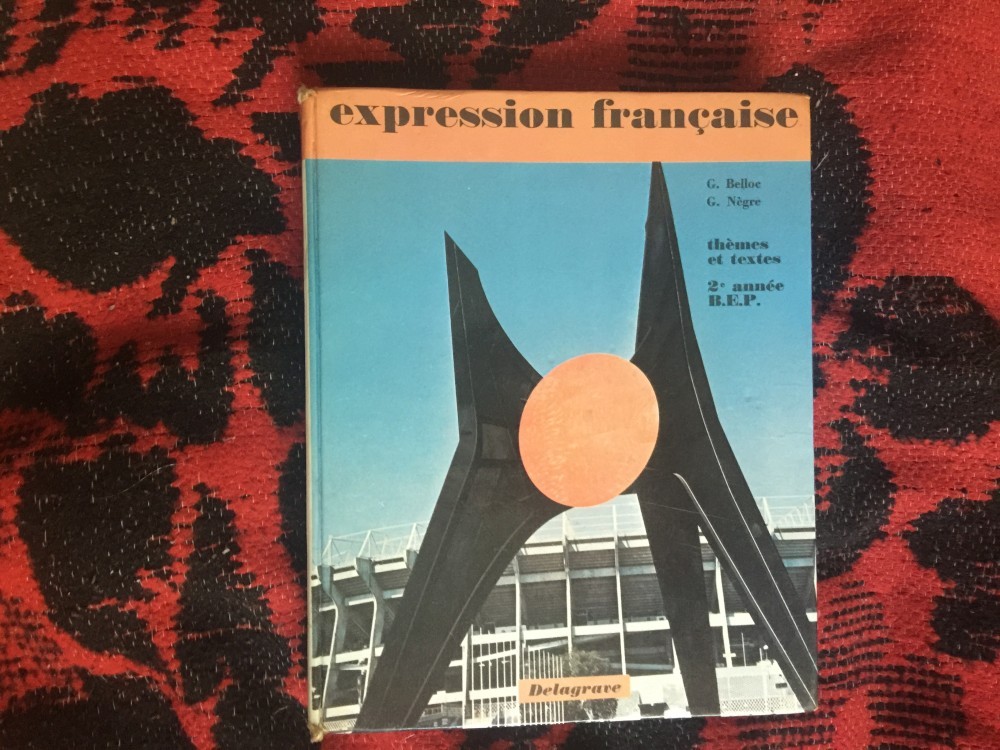 expression française
G. Belloc
G. Nègre
thèmes
et textes
2e année
B.E.P.
Delagrave